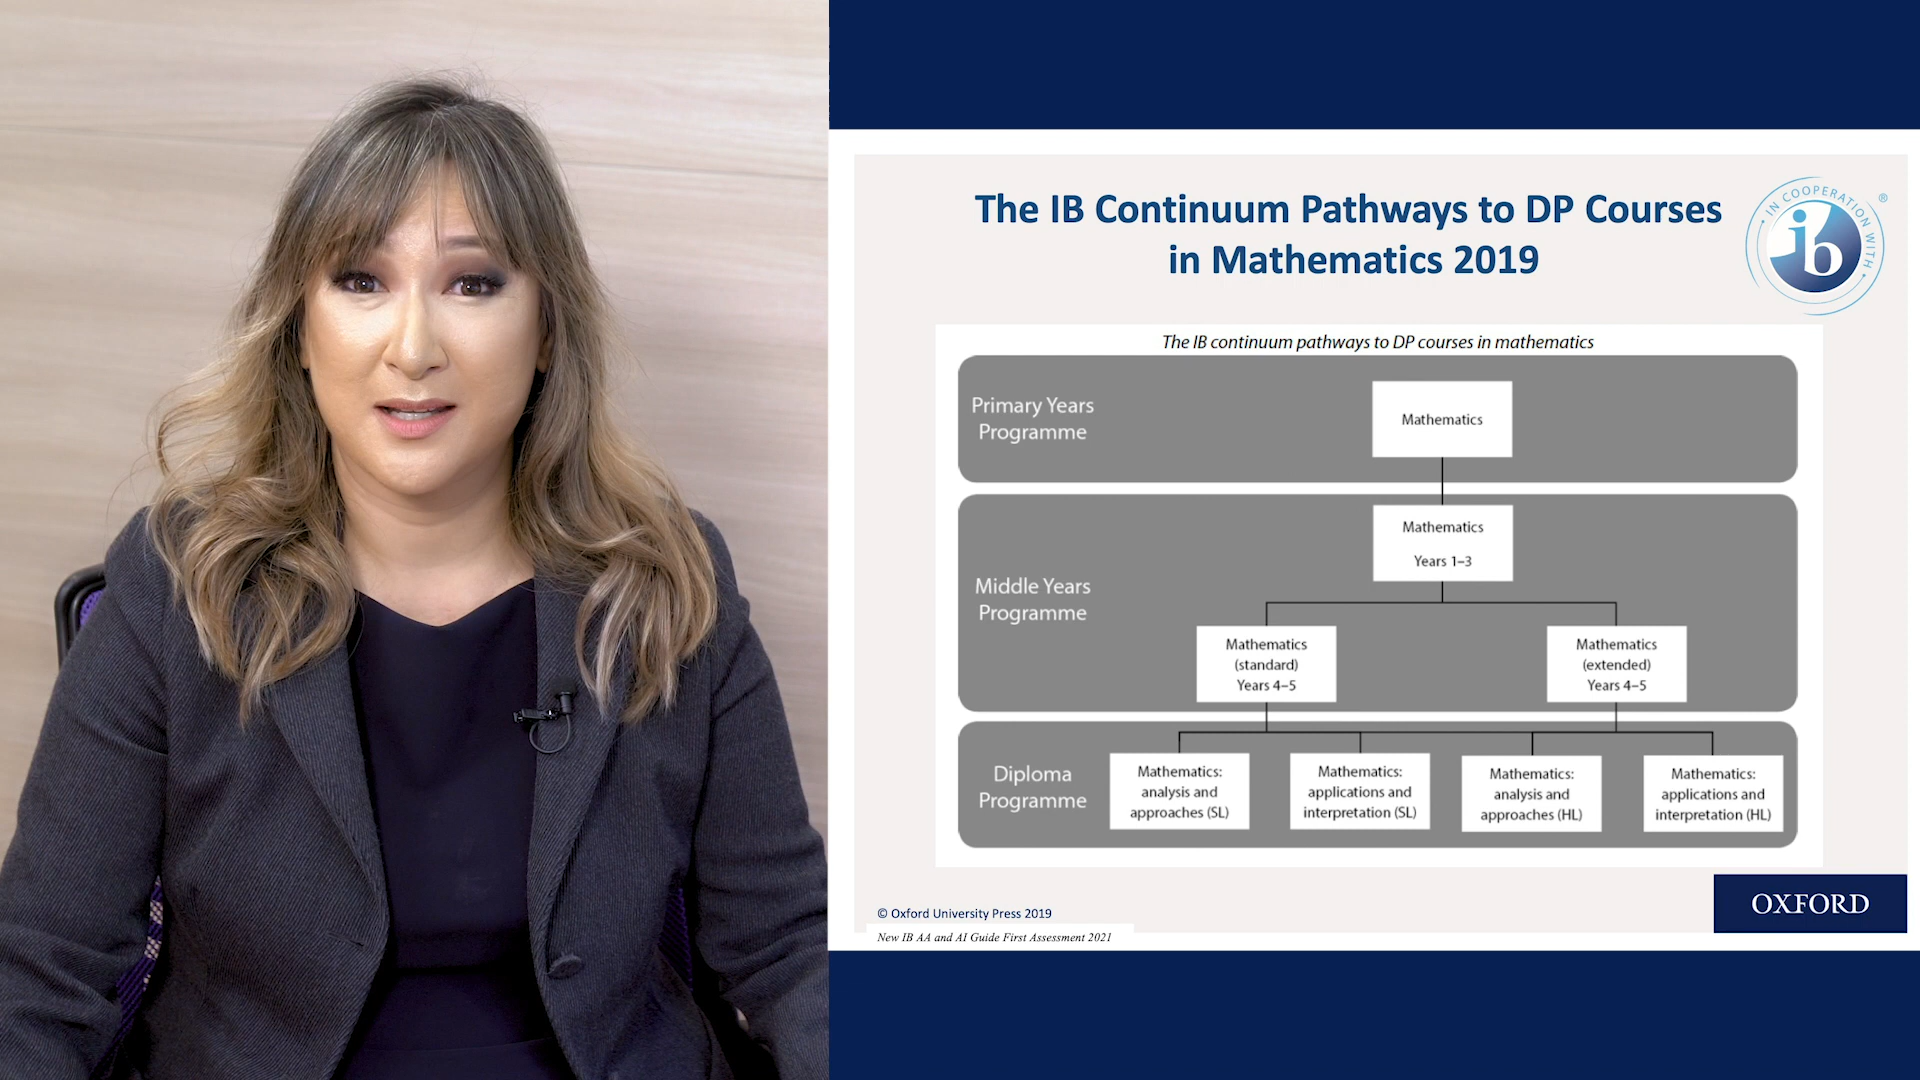 The IB Continuum Pathways to DP Courses
in Mathematics 2019
IN COOPERATION WITH
®
ib
The IB continuum pathways to DP courses in mathematics
Primary Years
Programme
Mathematics
Middle Years
Programme
Mathematics
Years 1–3
Mathematics
(standard)
Years 4–5
Mathematics
(extended)
Years 4–5
Diploma
Programme
Mathematics:
analysis and
approaches (SL)
Mathematics:
applications and
interpretation (SL)
Mathematics:
analysis and
approaches (HL)
Mathematics:
applications and
interpretation (HL)
© Oxford University Press 2019
New IB AA and AI Guide First Assessment 2021
OXFORD